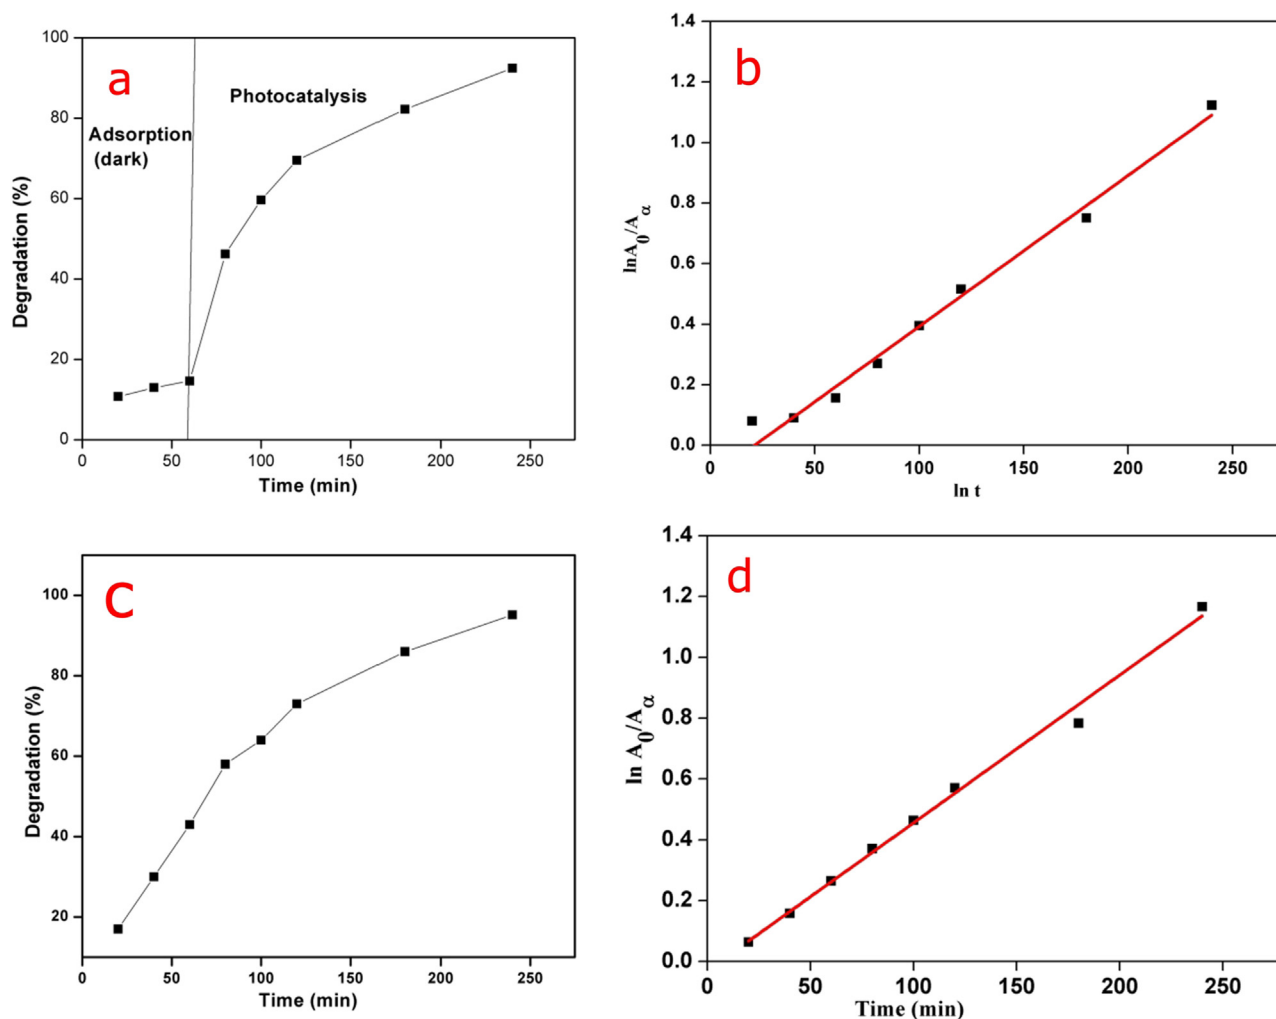 a
100
80
60
40
20
0
Degradation (%)
Adsorption
(dark)
Photocatalysis
0 50 100 150 200 250
Time (min)
b
1.4
1.2
1.0
0.8
0.6
0.4
0.2
0.0
lnA0/Aα
0 50 100 150 200 250
ln t
c
100
80
60
40
20
Degradation (%)
0 50 100 150 200 250
Time (min)
d
1.4
1.2
1.0
0.8
0.6
0.4
0.2
0.0
ln A0/Aα
0 50 100 150 200 250
Time (min)